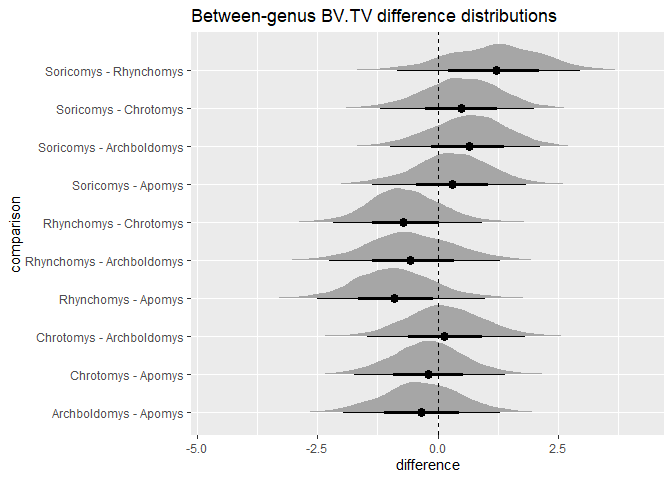 Between-genus BV.TV difference distributions
Soricomys - Rhynchomys
Soricomys - Chrotomys
Soricomys - Archboldomys
Soricomys - Apomys
Rhynchomys - Chrotomys
Rhynchomys - Archboldomys
Rhynchomys - Apomys
Chrotomys - Archboldomys
Chrotomys - Apomys
Archboldomys - Apomys
comparison
-5.0 -2.5 0.0 2.5
difference